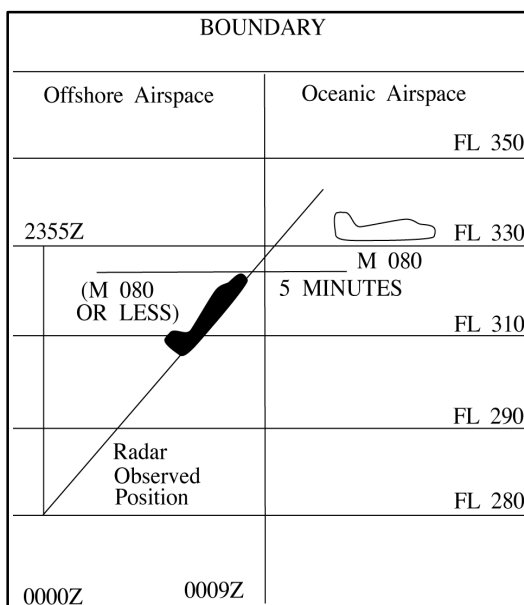 BOUNDARY
Offshore Airspace
Oceanic Airspace
FL 350
2355Z
FL 330
M 080
(M 080
OR LESS)
5 MINUTES
FL 310
FL 290
Radar
Observed
Position
FL 280
0000Z
0009Z